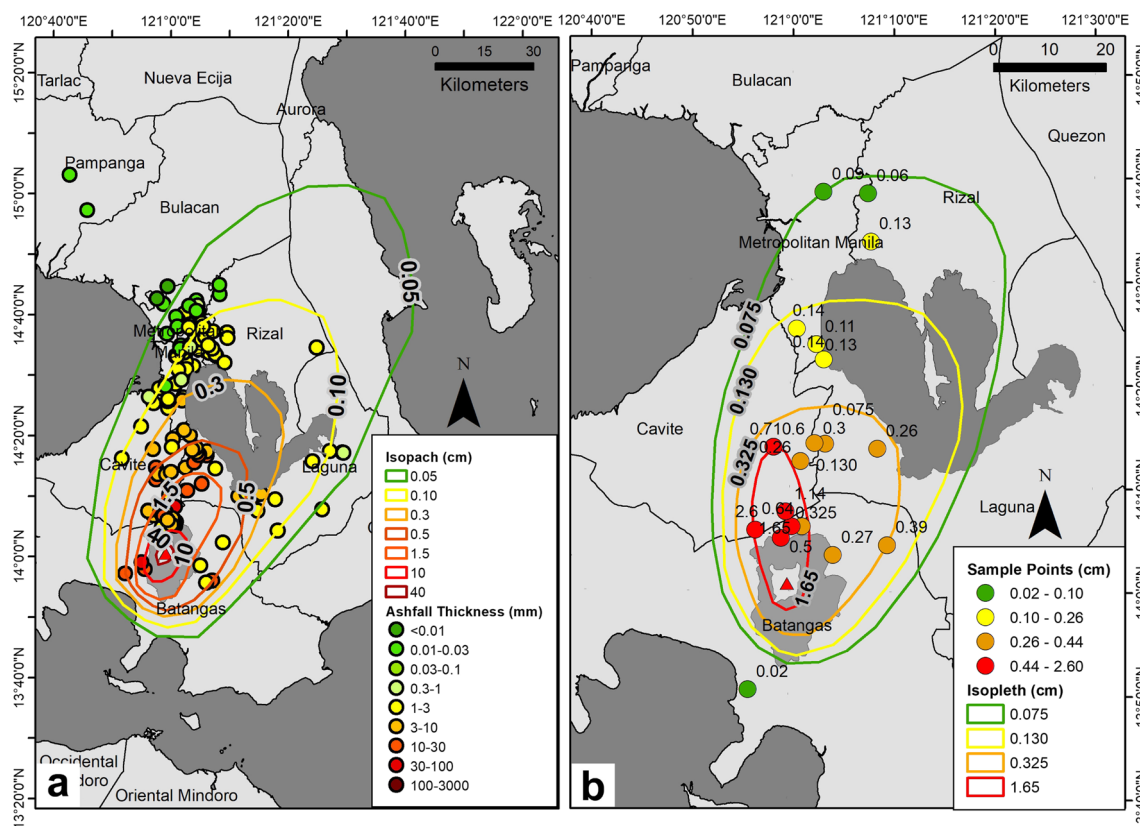 120°40'0"E 121°0'0"E 121°20'0"E 121°40'0"E 122°0'0"E
15°20'0"N
15°0'0"N
14°40'0"N
14°20'0"N
14°0'0"N
13°40'0"N
13°20'0"N
0 15 30
Kilometers
Tarlac
Nueva Ecija
Aurora
Pampanga
Bulacan
Rizal
Cavite
Laguna
Batangas
Occidental
Oriental Mindoro
N
0.05
0.10
0.3
0.5
1.5
40
10
Isopach (cm)
0.05
0.10
0.3
0.5
1.5
10
40
Ashfall Thickness (mm)
<0.01
0.01-0.03
0.03-0.1
0.3-1
1-3
3-10
10-30
30-100
100-3000
a
120°40'0"E 120°50'0"E 121°0'0"E 121°10'0"E 121°20'0"E 121°30'0"E
0 10 20
Kilometers
Pampanga
Bulacan
Quezon
Rizal
Metropolitan Manila
Cavite
Laguna
Batangas
N
0.09
0.06
0.13
0.14
0.11
0.14
0.13
0.075
0.71
0.6
0.3
0.26
0.26
0.130
1.14
0.64
0.325
2.6
1.65
0.5
0.27
0.39
0.02
0.075
0.130
0.325
1.65
Sample Points (cm)
0.02 - 0.10
0.10 - 0.26
0.26 - 0.44
0.44 - 2.60
Isopleth (cm)
0.075
0.130
0.325
1.65
b